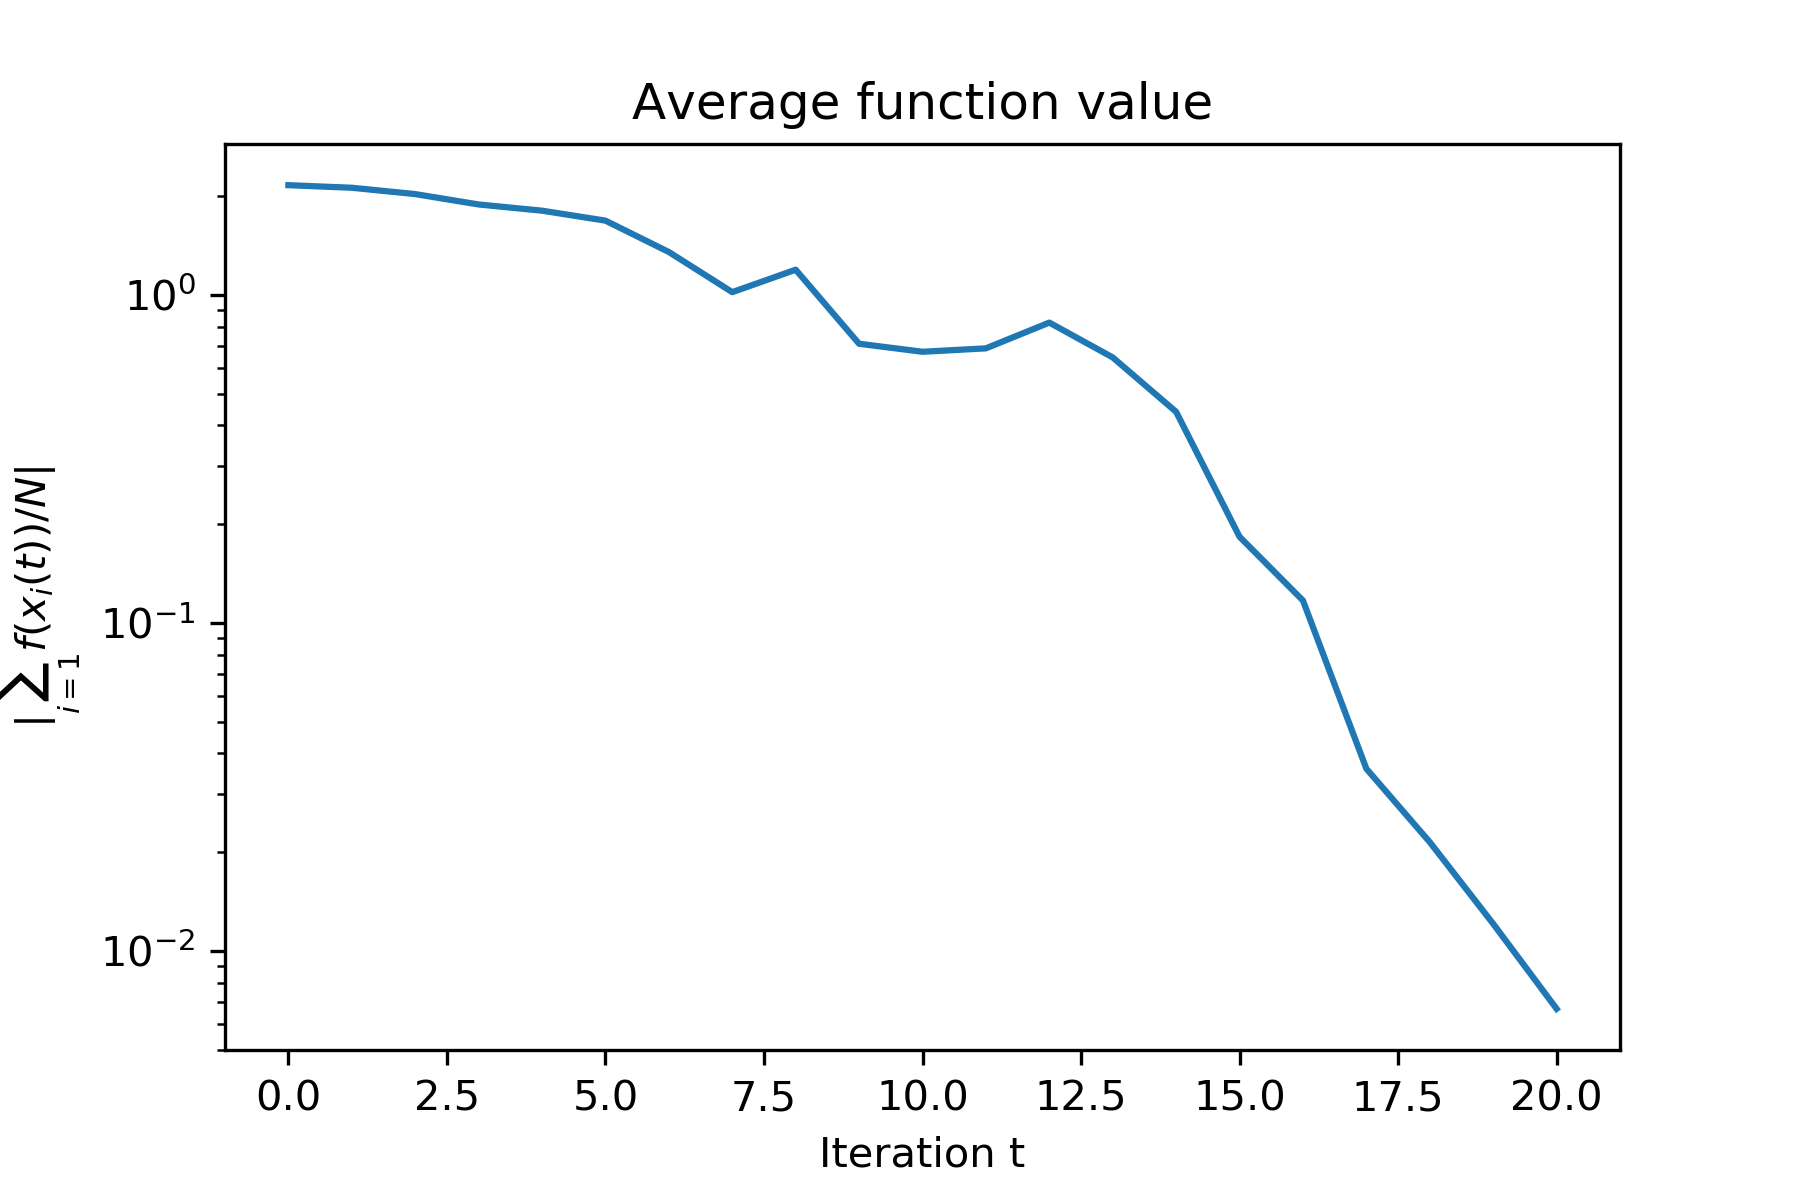 Average function value
|∑_{i=1} f(x_i(t))/N|
10^0
10^{-1}
10^{-2}
0.0 2.5 5.0 7.5 10.0 12.5 15.0 17.5 20.0
Iteration t